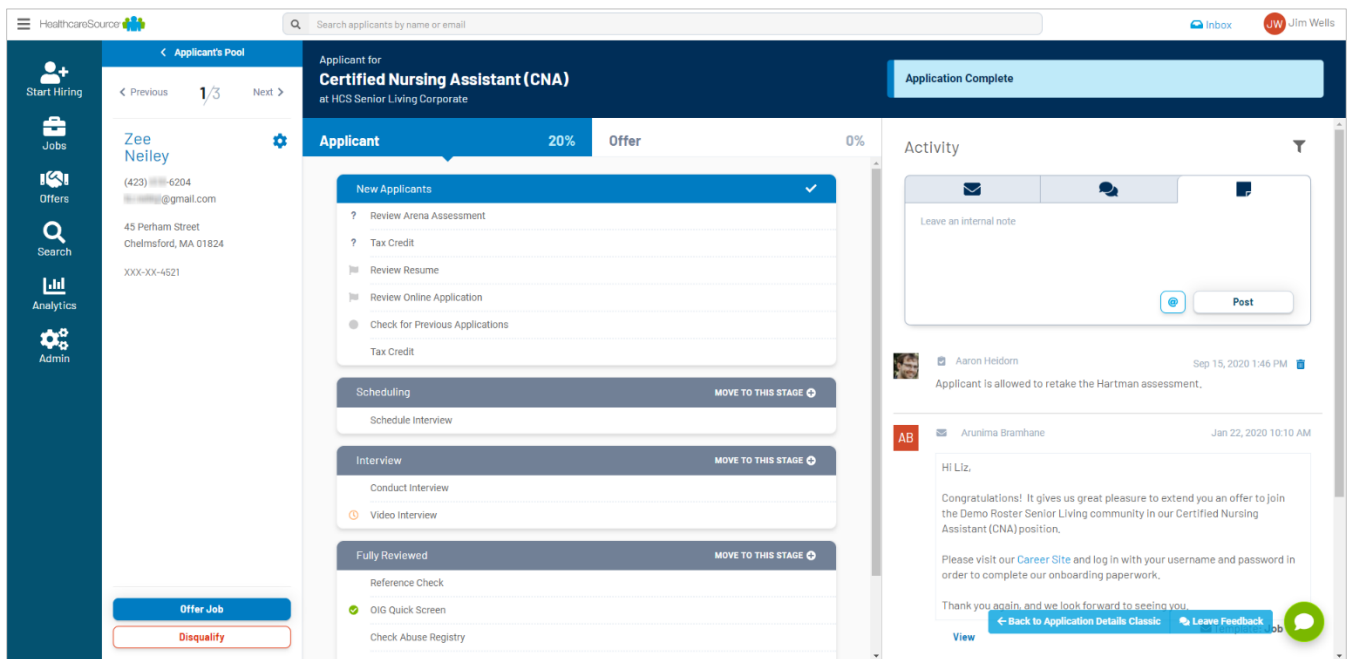 HealthcareSource
Search applicants by name or email
Inbox
JW Jim Wells
Start Hiring
Jobs
Offers
Search
Analytics
Admin
Applicant's Pool
Previous 1/3 Next
Zee
Neiley
(423) -6204
@gmail.com
45 Perham Street
Chelmsford, MA 01824
XXX-XX-4521
Offer Job
Disqualify
Applicant for
Certified Nursing Assistant (CNA)
at HCS Senior Living Corporate
Application Complete
Applicant 20% Offer 0%
New Applicants
? Review Arena Assessment
? Tax Credit
Review Resume
Review Online Application
Check for Previous Applications
Tax Credit
Scheduling MOVE TO THIS STAGE
Schedule Interview
Interview MOVE TO THIS STAGE
Conduct Interview
Video Interview
Fully Reviewed MOVE TO THIS STAGE
Reference Check
OIG Quick Screen
Check Abuse Registry
Activity
Leave an internal note
@ Post
Aaron Heidorn Sep 15, 2020 1:46 PM
Applicant is allowed to retake the Hartman assessment.
AB Arunima Bramhane Jan 22, 2020 10:10 AM
Hi Liz,
Congratulations! It gives us great pleasure to extend you an offer to join
the Demo Roster Senior Living community in our Certified Nursing
Assistant (CNA) position.
Please visit our Career Site and log in with your username and password in
order to complete our onboarding paperwork.
Thank you again, and we look forward to seeing you.
Back to Application Details Classic Leave Feedback
View Job